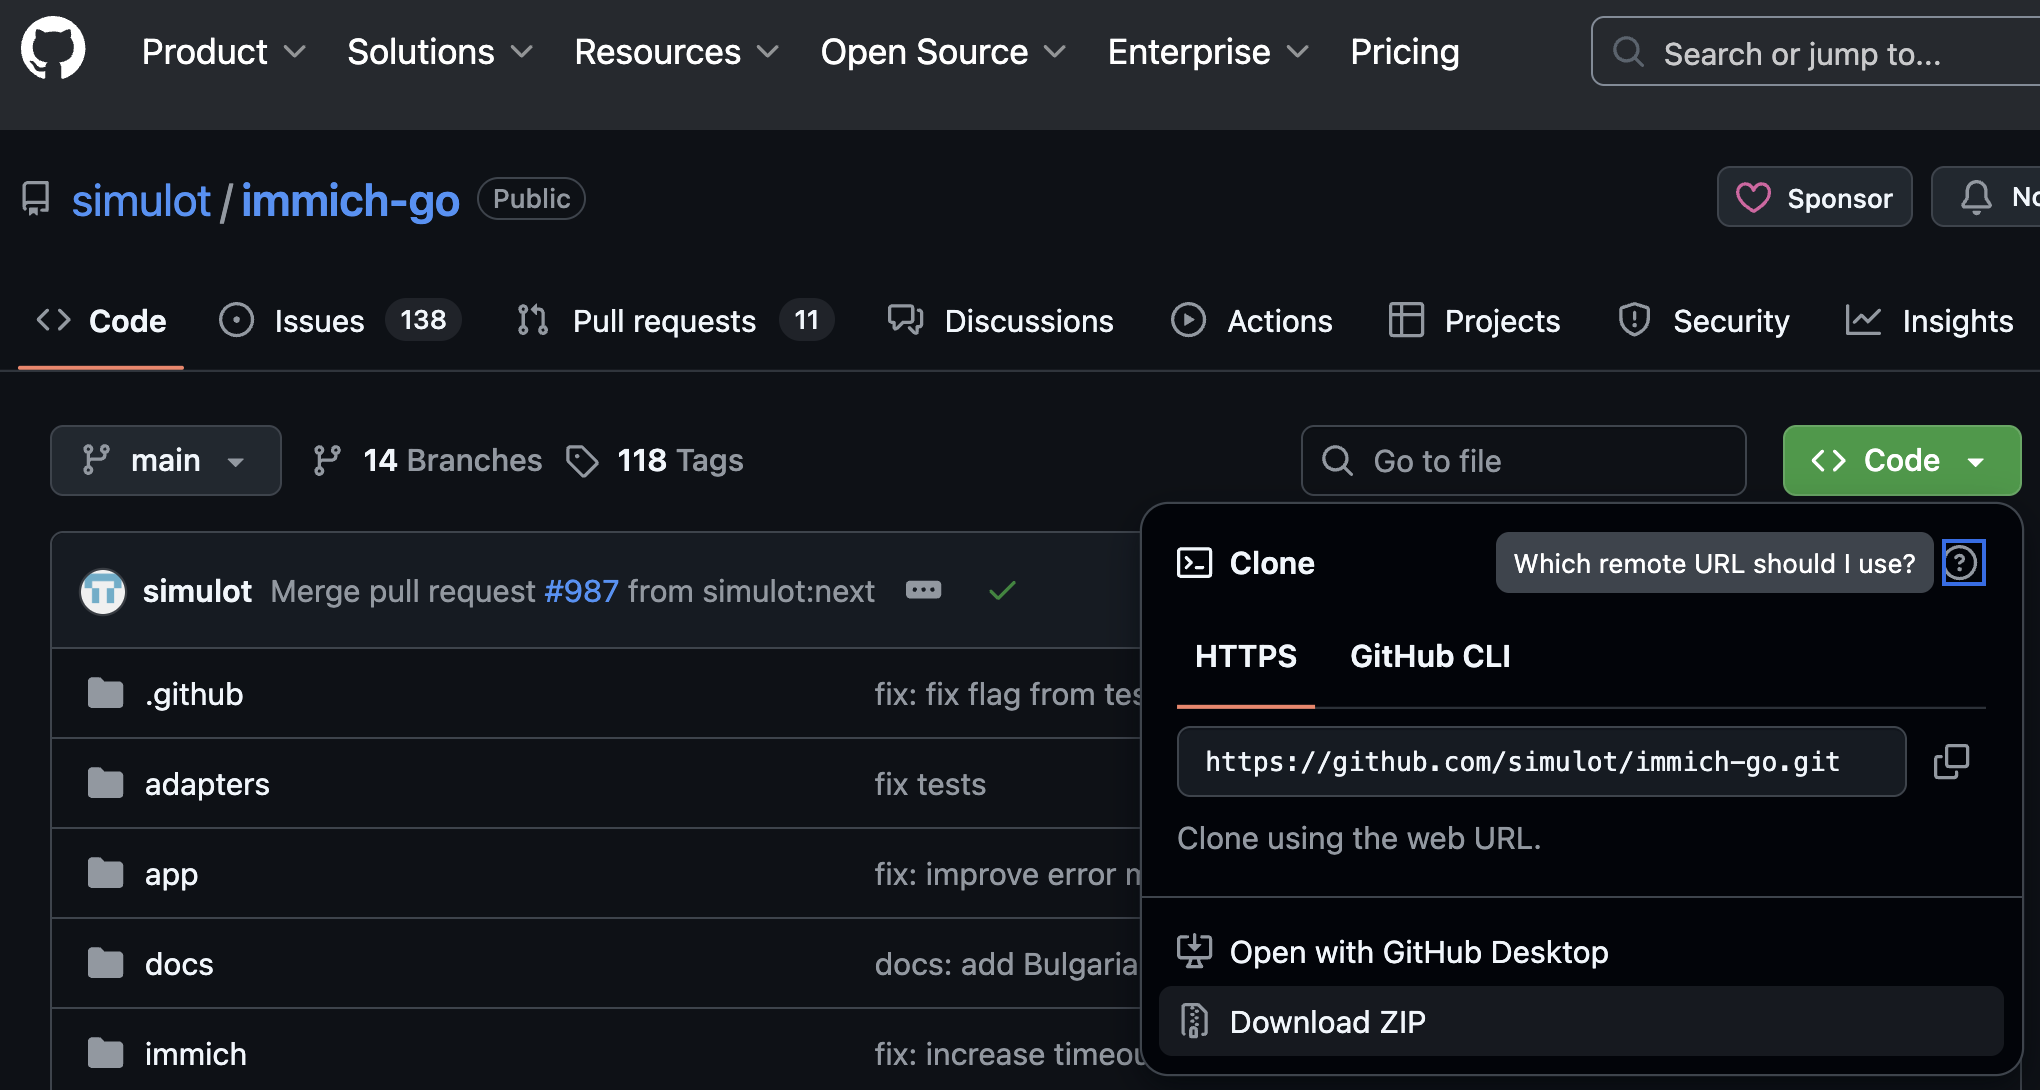 Product Solutions Resources Open Source Enterprise Pricing Search or jump to...
simulot / immich-go Public Sponsor
Code Issues 138 Pull requests 11 Discussions Actions Projects Security Insights
main 14 Branches 118 Tags Go to file Code
Clone Which remote URL should I use?
simulot Merge pull request #987 from simulot:next
HTTPS GitHub CLI
.github fix: fix flag from
https://github.com/simulot/immich-go.git
adapters fix tests
Clone using the web URL.
app fix: improve error
docs docs: add
Open with GitHub Desktop
Download ZIP
immich fix: increase